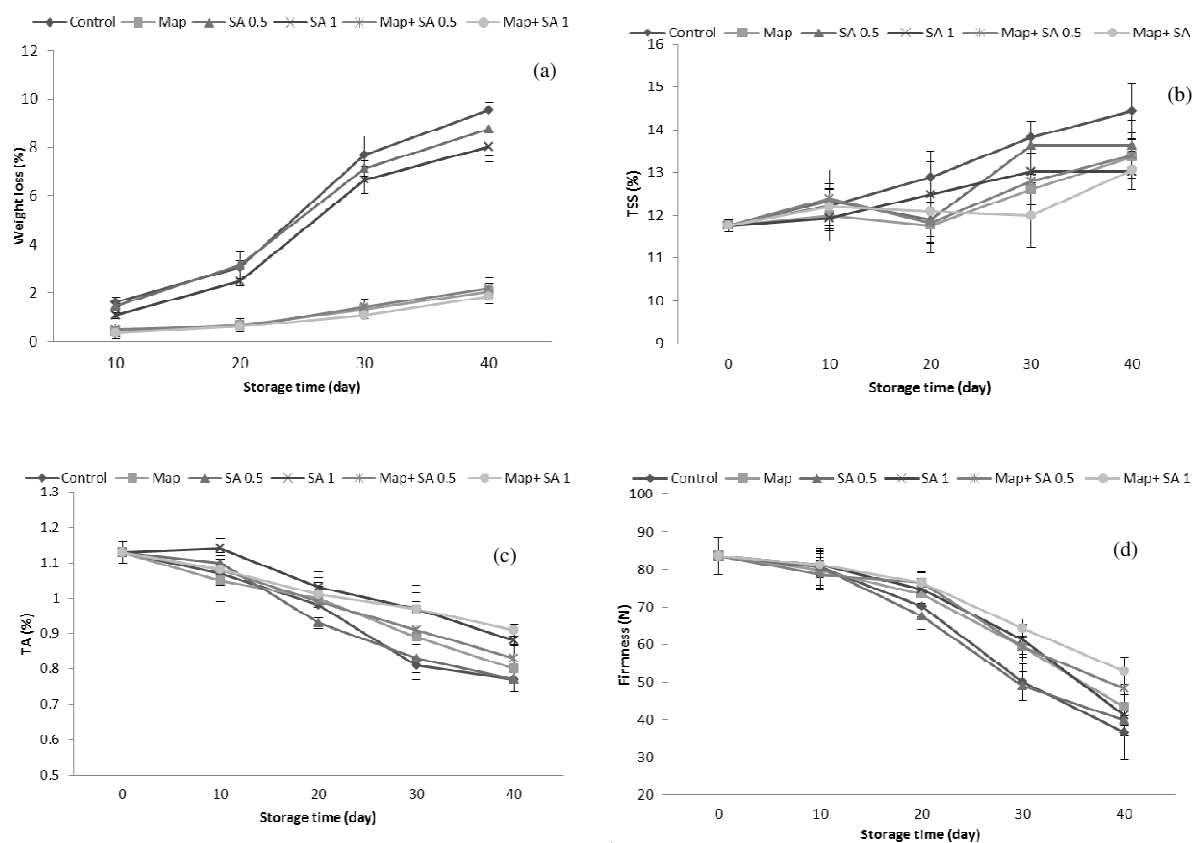 Control Map SA 0.5 SA 1 Map+ SA 0.5 Map+ SA 1
(a)
12
10
8
6
4
2
0
Weight loss (%)
10 20 30 40
Storage time (day)
Control Map SA 0.5 SA 1 Map+ SA 0.5 Map+ SA
(b)
16
15
14
13
12
11
10
9
TSS (%)
0 10 20 30 40
Storage time (day)
Control Map SA 0.5 SA 1 Map+ SA 0.5 Map+ SA 1
(c)
1.3
1.2
1.1
1
0.9
0.8
0.7
0.6
0.5
TA (%)
0 10 20 30 40
Storage time (day)
Control Map SA 0.5 SA 1 Map+ SA 0.5 Map+ SA 1
(d)
100
90
80
70
60
50
40
30
20
Firmness (N)
0 10 20 30 40
Storage time (day)